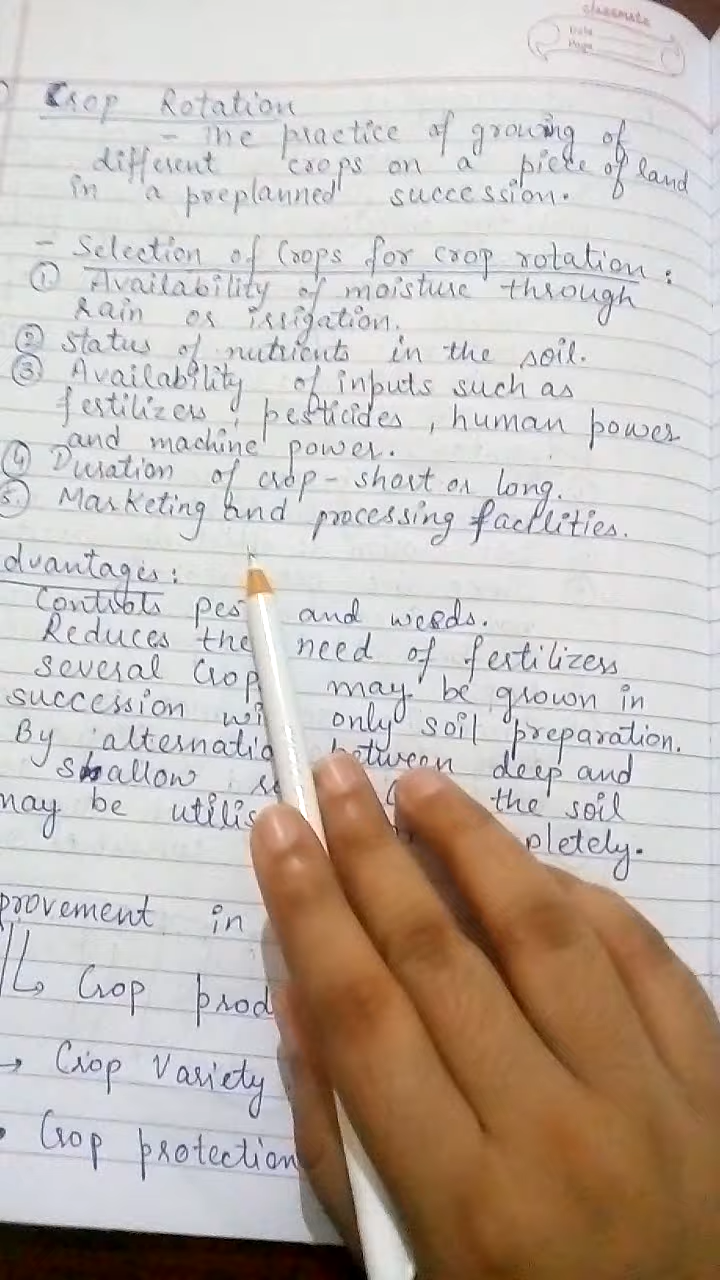 classmate
Date
Page
Crop Rotation
- The practice of growing of
different crops on a piece of land
in a preplanned succession.
- Selection of Crops for crop rotation:
① Availability of moisture through
rain or irrigation.
② Status of nutrients in the soil.
③ Availability of inputs such as
fertilizers, pesticides, human power
and machine power.
④ Duration of crop - short or long.
5. Marketing and processing facilities.
dvantages:
Controls pes and weeds.
Reduces the need of fertilizers
several crop may be grown in
succession wi only soil preparation.
By alternatio between deep and
shallow the soil
may be utilis pletely.
provement in
↳ Crop prod
→ Crop Variety
Crop protection